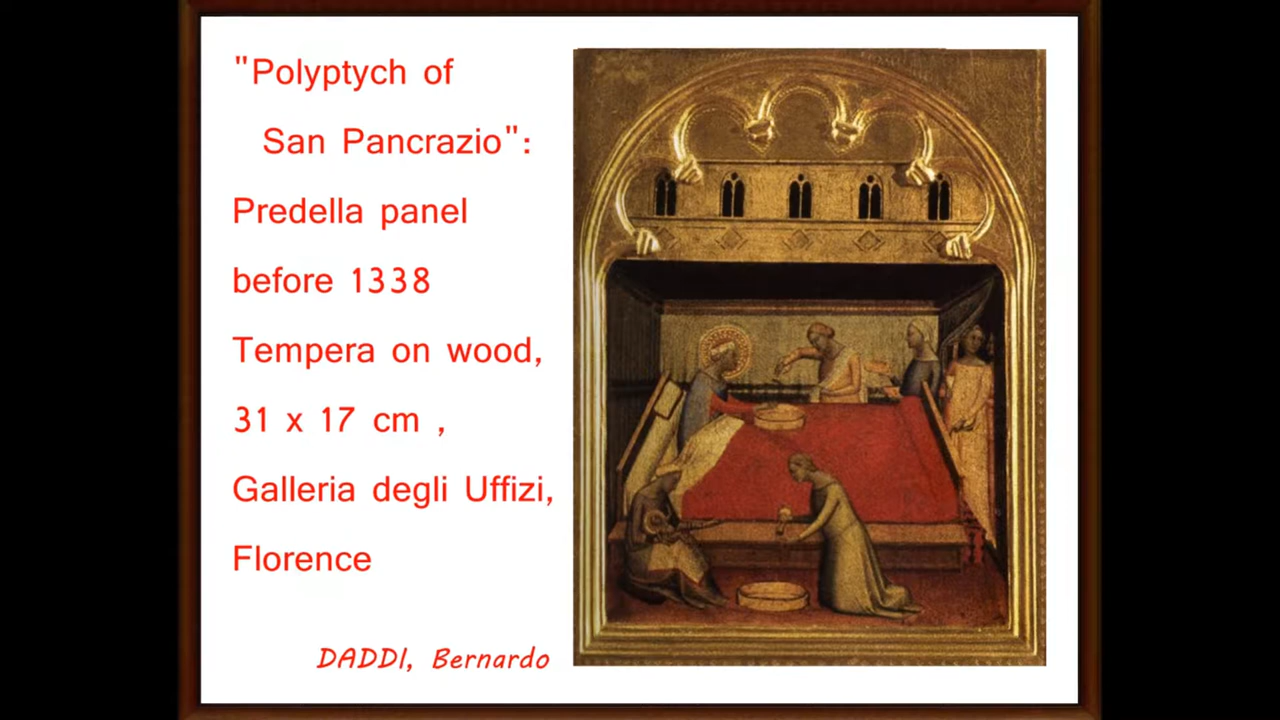 "Polyptych of
San Pancrazio":
Predella panel
before 1338
Tempera on wood,
31 x 17 cm ,
Galleria degli Uffizi,
Florence
DADDI, Bernardo